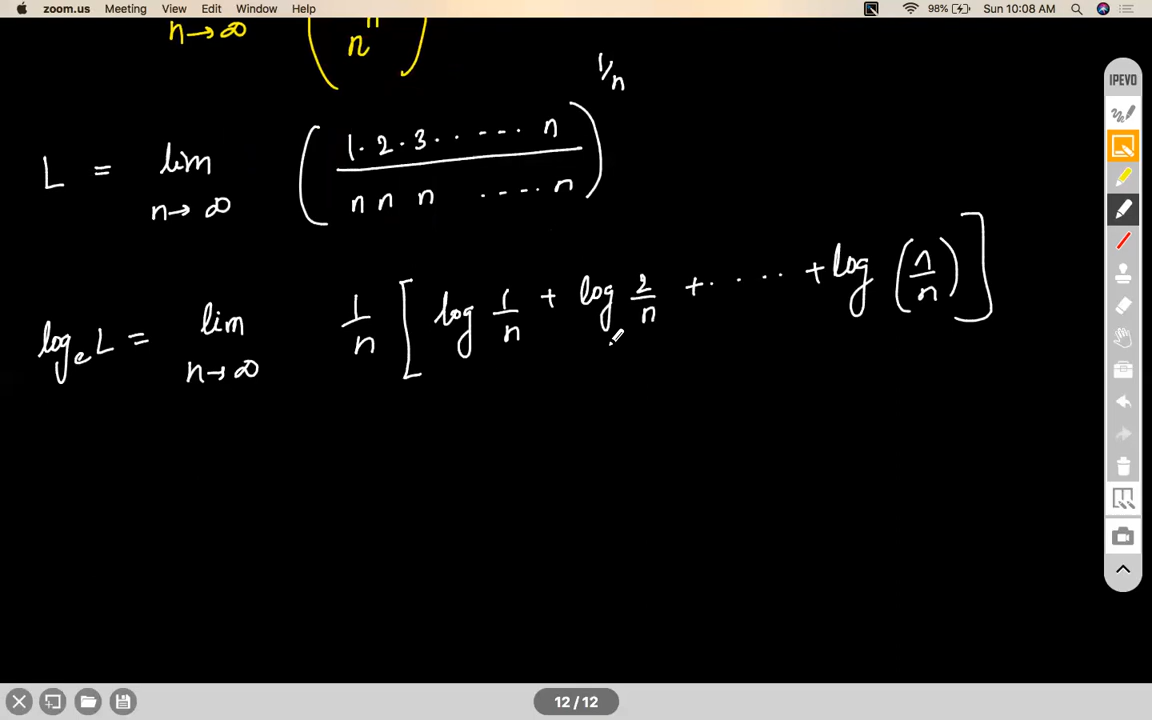 zoom.us Meeting View Edit Window Help 98% Sun 10:08 AM
n→∞ ( n^n )
IPEVO
L = lim n→∞ ( 1·2·3· ····· n / n n n ····· n )^1/n
log_e L = lim n→∞ 1/n [ log 1/n + log 2/n + ····· + log (n/n) ]
12/12